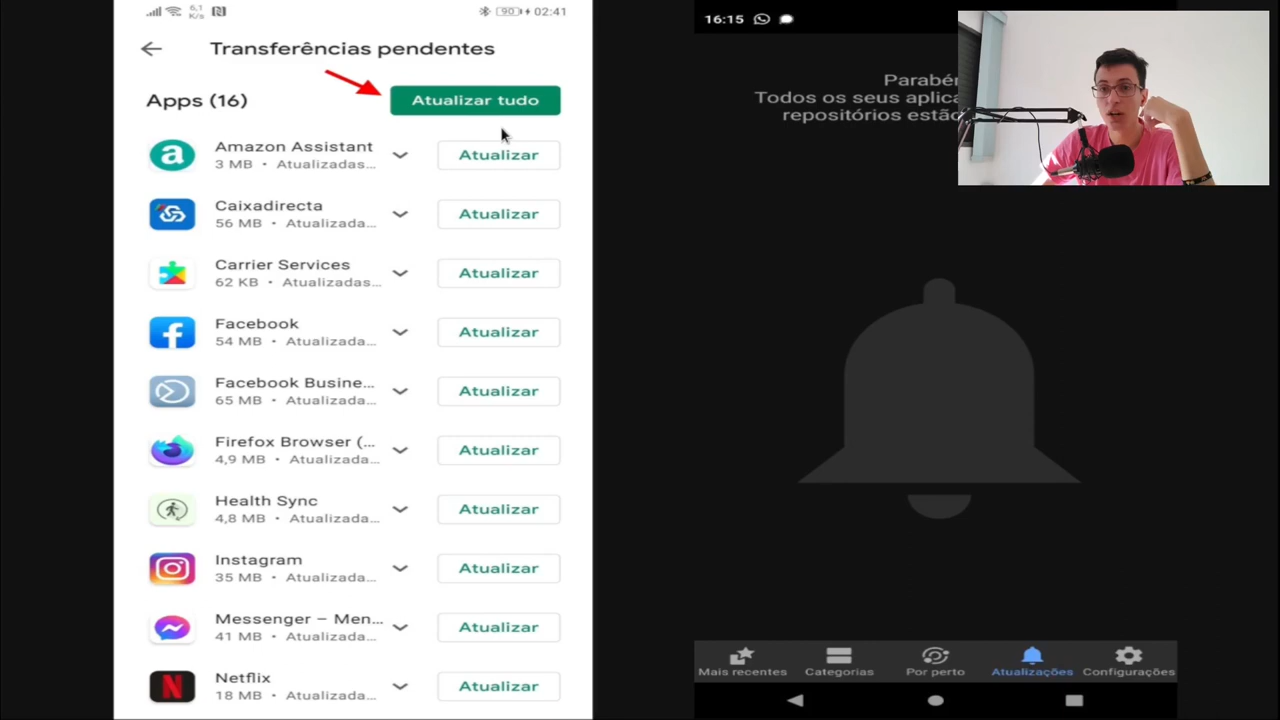 6,1
K/s
90
02:41
Transferências pendentes
Apps (16)
Atualizar tudo
Amazon Assistant
3 MB • Atualizadas...
Atualizar
Caixadirecta
56 MB • Atualizada...
Atualizar
Carrier Services
62 KB • Atualizadas...
Atualizar
Facebook
54 MB • Atualizada...
Atualizar
Facebook Busine...
65 MB • Atualizada...
Atualizar
Firefox Browser (...
4,9 MB • Atualizada...
Atualizar
Health Sync
4,8 MB • Atualizada...
Atualizar
Instagram
35 MB • Atualizada...
Atualizar
Messenger – Men...
41 MB • Atualizada...
Atualizar
Netflix
18 MB • Atualizada...
Atualizar
16:15
Parabén
Todos os seus aplica
repositórios estão
Mais recentes
Categorias
Por perto
Atualizações
Configurações